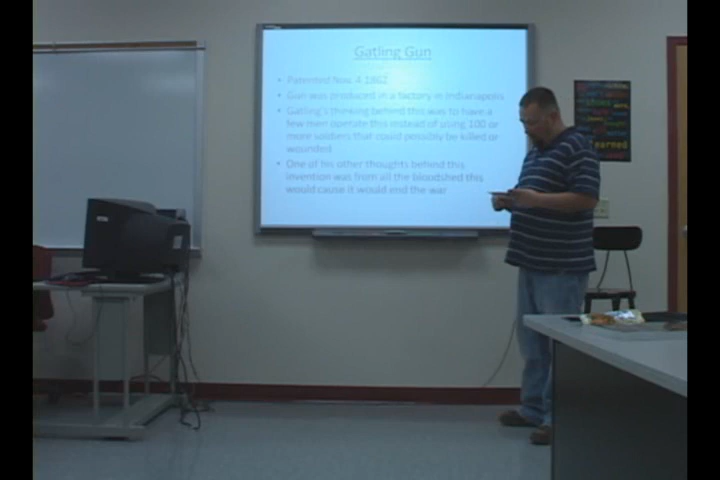 Gatling Gun
• Patented Nov. 4 1862
• Gun was produced in a factory in Indianapolis
• Gatling's thinking behind this way to have a
few men operate this instead of using 100 or
more soldiers that could possibly be killed or
wounded
• One of his other thoughts behind this
invention was from all the bloodshed this
would cause it would end the war